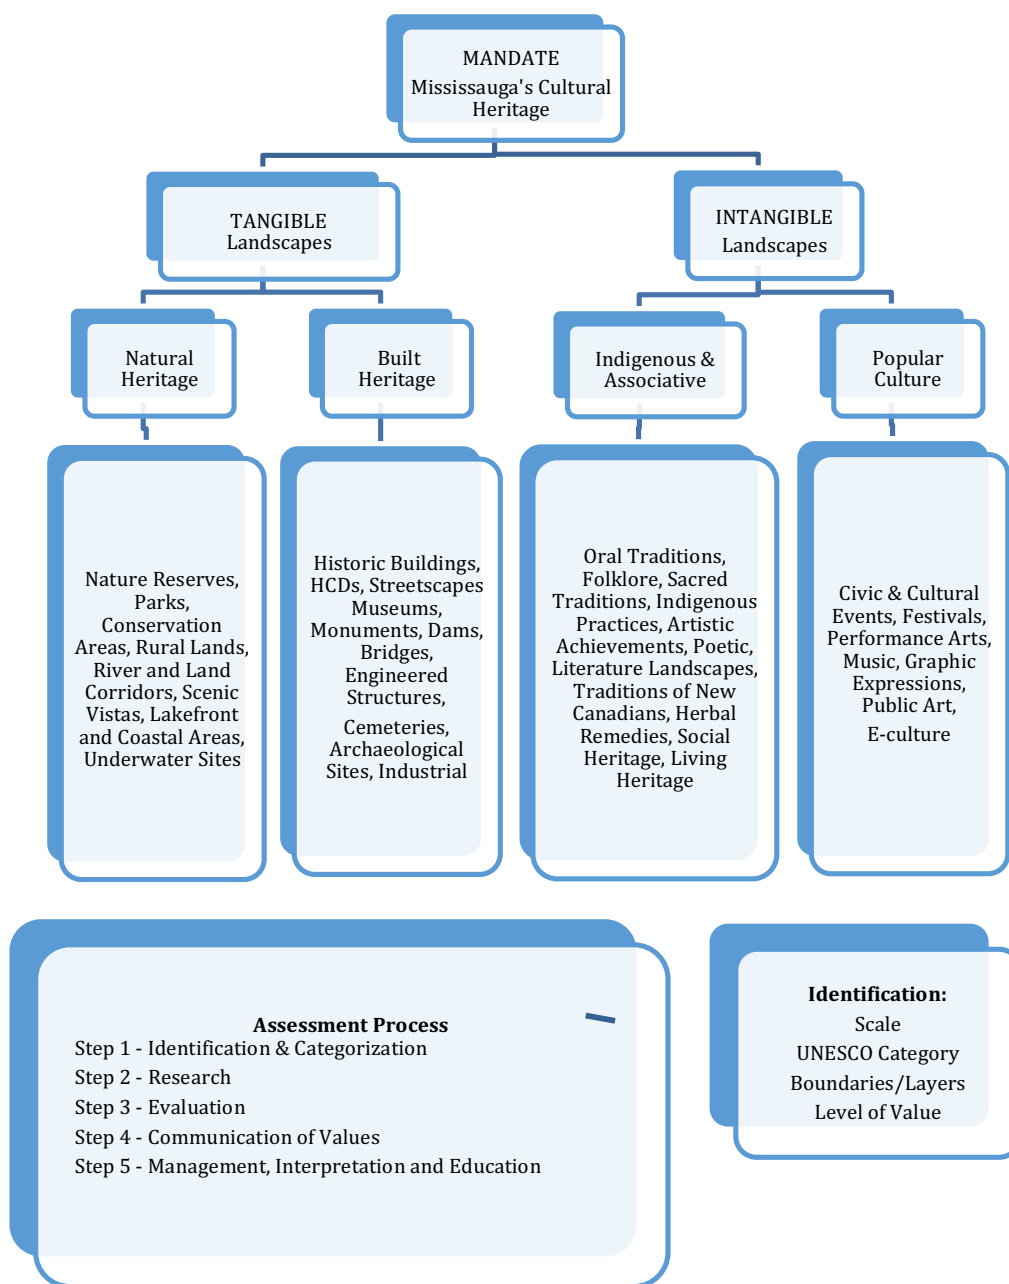 MANDATE
Mississauga's Cultural
Heritage
TANGIBLE
Landscapes
INTANGIBLE
Landscapes
Natural
Heritage
Built
Heritage
Indigenous &
Associative
Popular
Culture
Nature Reserves,
Parks,
Conservation
Areas, Rural Lands,
River and Land
Corridors, Scenic
Vistas, Lakefront
and Coastal Areas,
Underwater Sites
Historic Buildings,
HCDs, Streetscapes
Museums,
Monuments, Dams,
Bridges,
Engineered
Structures,
Cemeteries,
Archaeological
Sites, Industrial
Oral Traditions,
Folklore, Sacred
Traditions, Indigenous
Practices, Artistic
Achievements, Poetic,
Literature Landscapes,
Traditions of New
Canadians, Herbal
Remedies, Social
Heritage, Living
Heritage
Civic & Cultural
Events, Festivals,
Performance Arts,
Music, Graphic
Expressions,
Public Art,
E-culture
Assessment Process
Step 1 - Identification & Categorization
Step 2 - Research
Step 3 - Evaluation
Step 4 - Communication of Values
Step 5 - Management, Interpretation and Education
Identification:
Scale
UNESCO Category
Boundaries/Layers
Level of Value